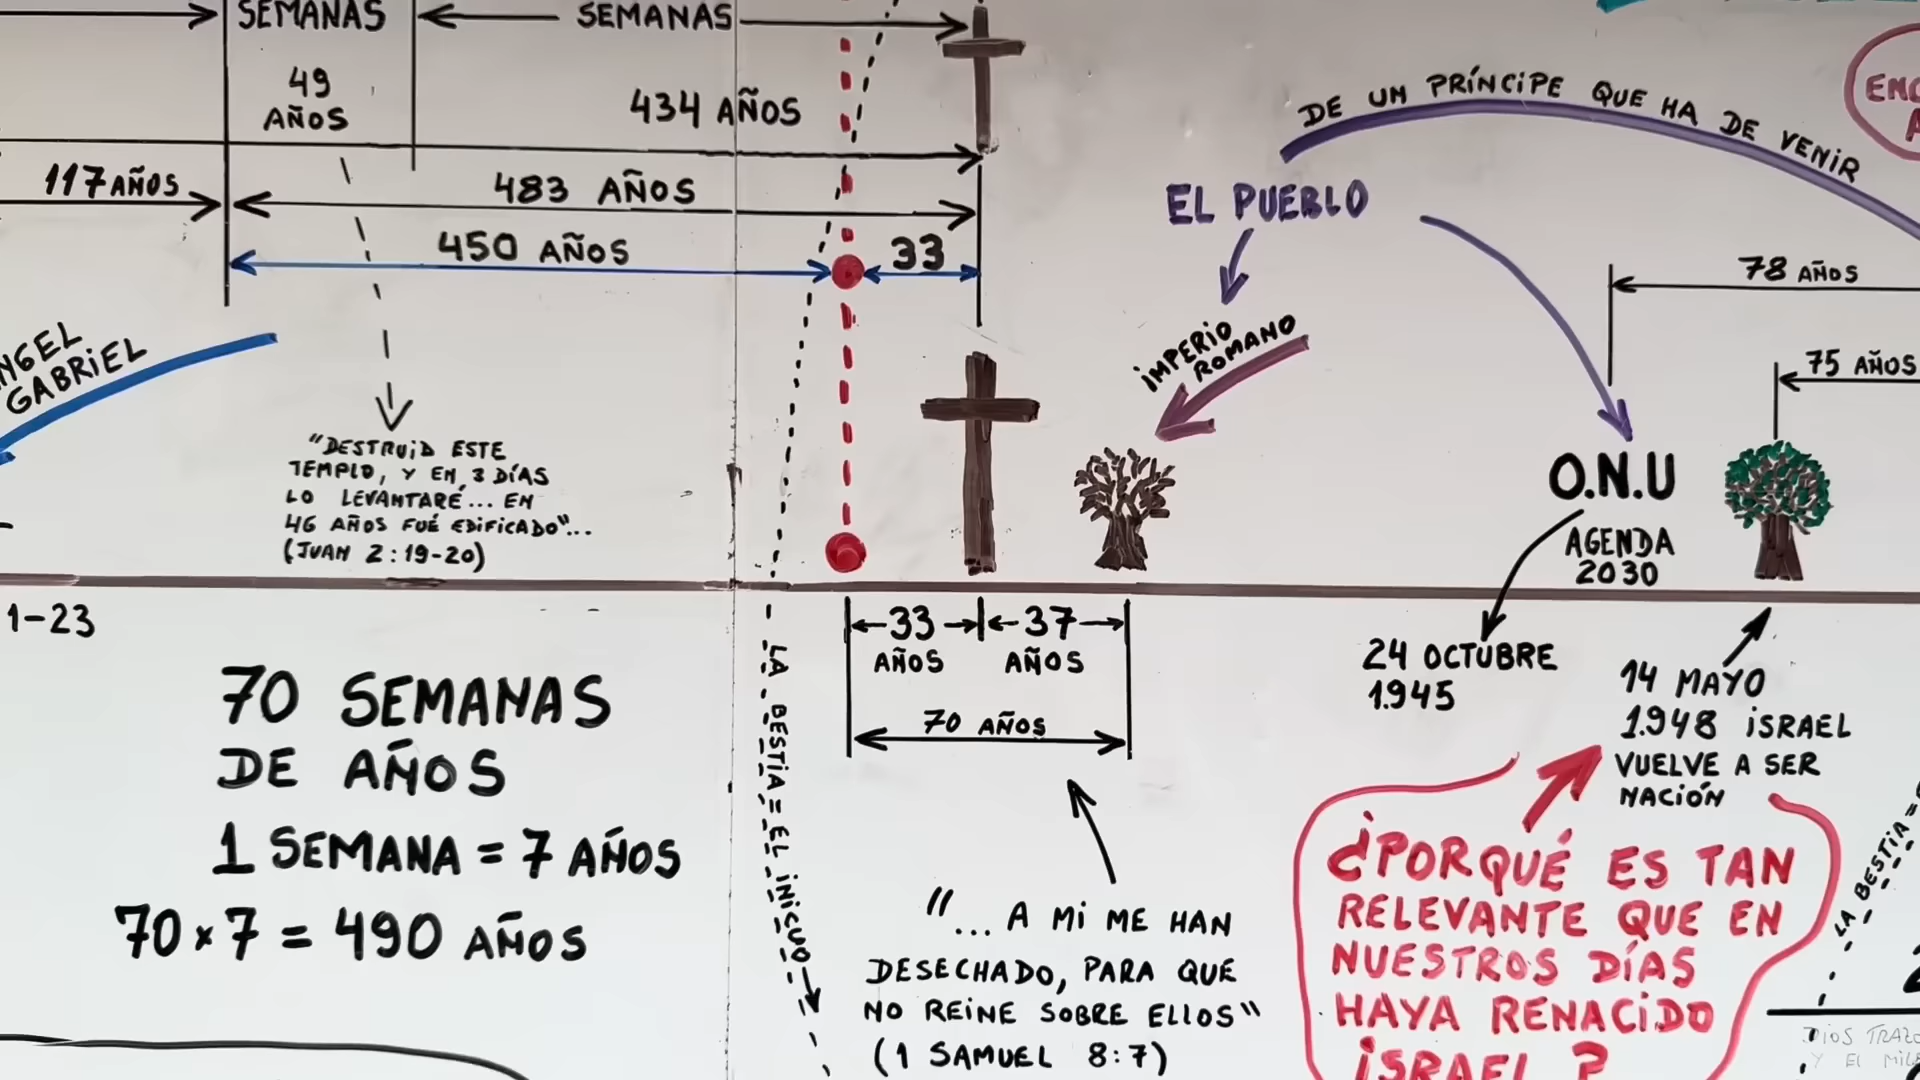 SEMANAS
SEMANAS
49
AÑOS
434 AÑOS
117 AÑOS
483 AÑOS
450 AÑOS
33
GABRIEL
"DESTRUID ESTE
TEMPLO, Y EN 3 DÍAS
LO LEVANTARÉ... EN
46 AÑOS FUÉ EDIFICADO"...
(JUAN 2:19-20)
DE UN PRÍNCIPE QUE HA DE VENIR
EL PUEBLO
IMPERIO
ROMANO
78 AÑOS
75 AÑOS
O.N.U
AGENDA
2030
1-23
70 SEMANAS
DE AÑOS
1 SEMANA = 7 AÑOS
70 x 7 = 490 AÑOS
LA BESTIA = EL INICUO
33
AÑOS
37
AÑOS
70 AÑOS
"... A MI ME HAN
DESECHADO, PARA QUE
NO REINE SOBRE ELLOS"
(1 SAMUEL 8:7)
24 OCTUBRE
1.945
14 MAYO
1.948 ISRAEL
VUELVE A SER
NACIÓN
¿PORQUÉ ES TAN
RELEVANTE QUE EN
NUESTROS DÍAS
HAYA RENACIDO
ISRAEL?
LA BESTIA =